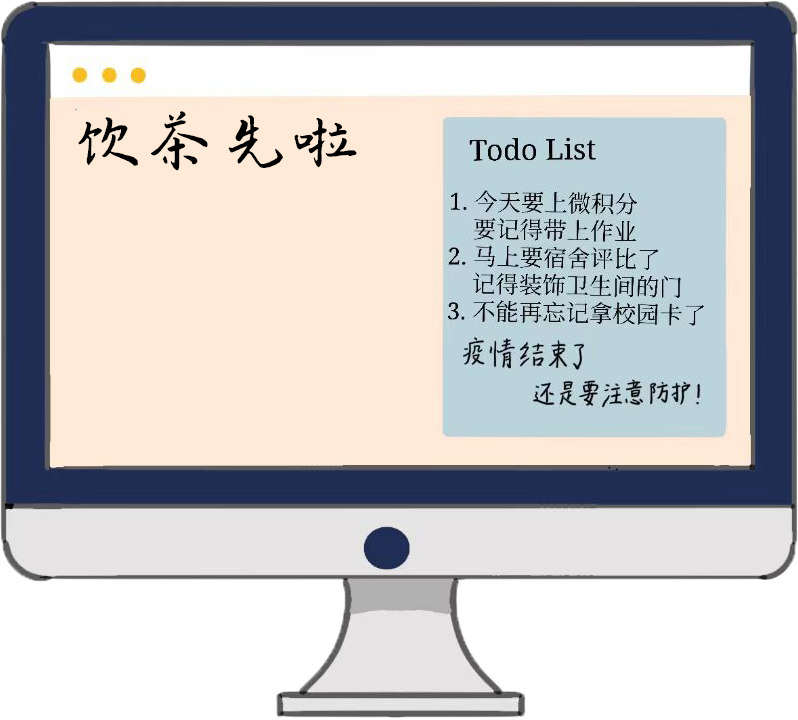 饮茶先啦
Todo List
1. 今天要上微积分
要记得带上作业
2. 马上要宿舍评比了
记得装饰卫生间的门
3. 不能再忘记拿校园卡了
疫情结束了
还是要注意防护!